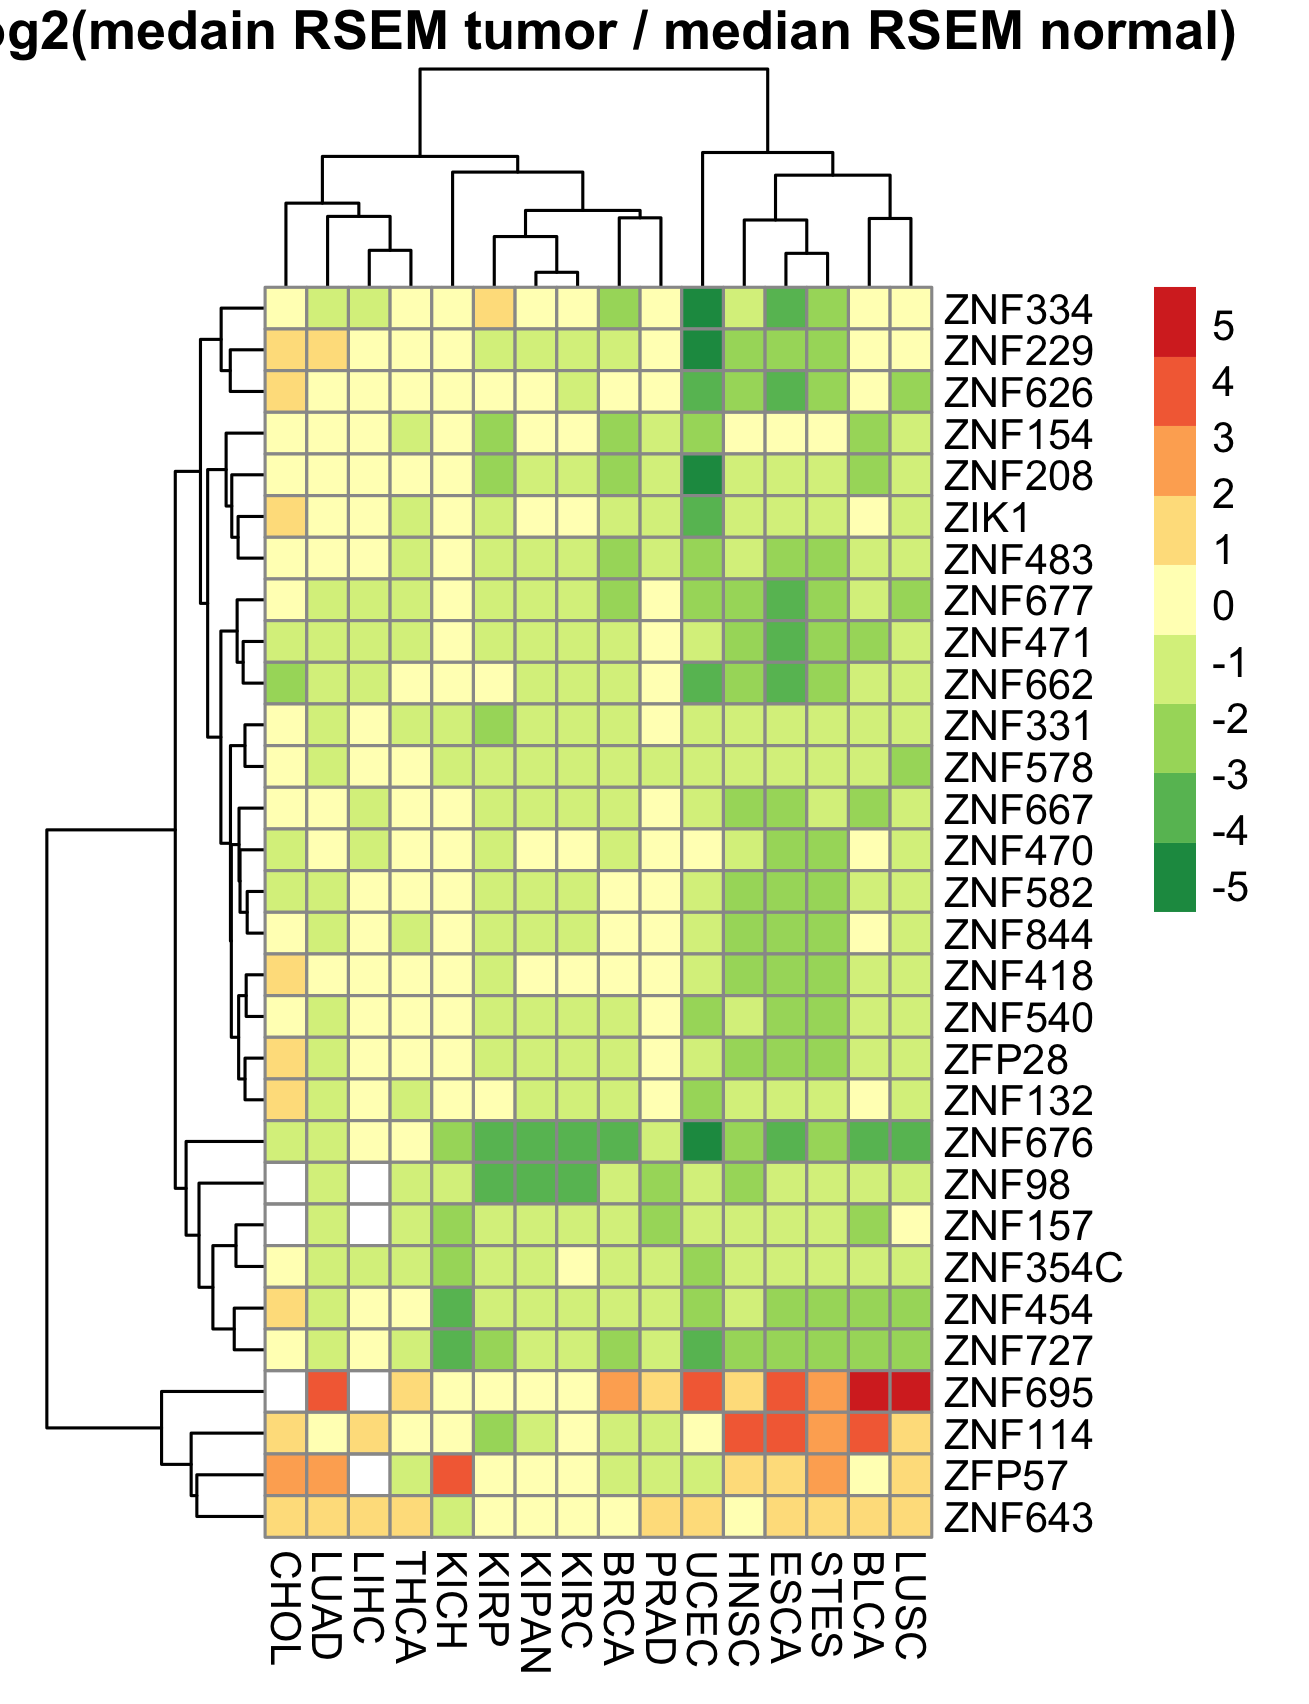 og2(medain RSEM tumor / median RSEM normal)
ZNF334
ZNF229
ZNF626
ZNF154
ZNF208
ZIK1
ZNF483
ZNF677
ZNF471
ZNF662
ZNF331
ZNF578
ZNF667
ZNF470
ZNF582
ZNF844
ZNF418
ZNF540
ZFP28
ZNF132
ZNF676
ZNF98
ZNF157
ZNF354C
ZNF454
ZNF727
ZNF695
ZNF114
ZFP57
ZNF643
5
4
3
2
1
0
-1
-2
-3
-4
-5
CHOL
LUAD
LIHC
THCA
KICH
KIRP
KIPAN
KIRC
BRCA
PRAD
UCEC
HNSC
ESCA
STES
BLCA
LUSC